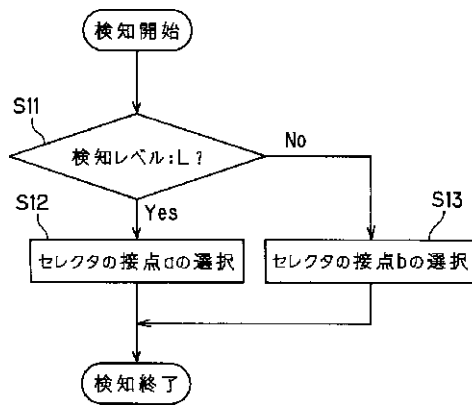 検知開始
S11
検知レベル:L?
No
Yes
S12
S13
セレクタの接点aの選択
セレクタの接点bの選択
検知終了